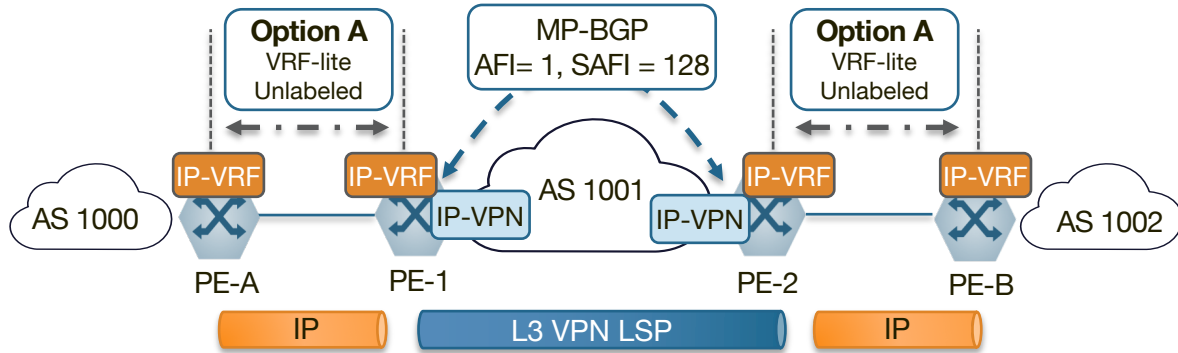 Option A
VRF-lite
Unlabeled
MP-BGP
AFI= 1, SAFI = 128
Option A
VRF-lite
Unlabeled
IP-VRF
IP-VRF
IP-VRF
IP-VRF
AS 1000
IP-VPN
AS 1001
IP-VPN
AS 1002
PE-A
PE-1
PE-2
PE-B
IP
L3 VPN LSP
IP